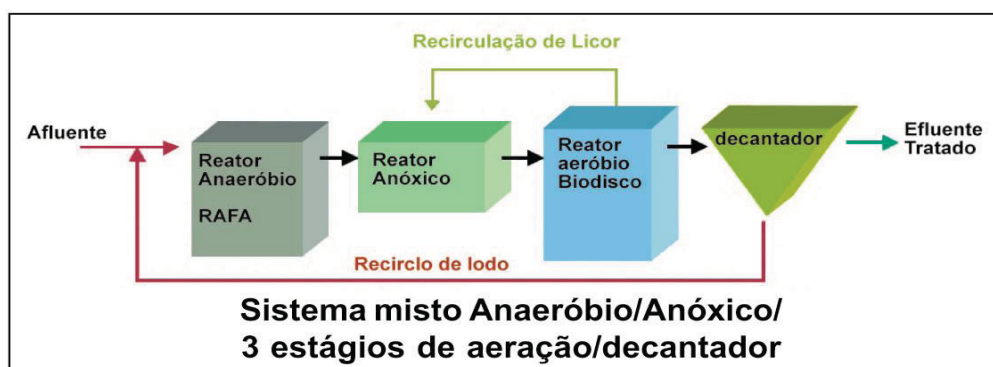 Recirculação de Licor
Afluente
Reator
Anaeróbio
RAFA
Reator
Anóxico
Reator
aeróbio
Biodisco
decantador
Efluente
Tratado
Recirclo de lodo
Sistema misto Anaeróbio/Anóxico/
3 estágios de aeração/decantador